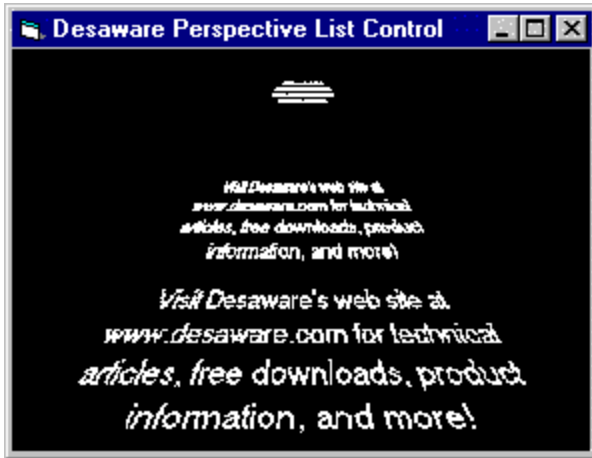 Desaware Perspective List Control
Visit Desaware's web site at
www.desaware.com for technical
articles, free downloads, product
information, and more!
Visit Desaware's web site at
www.desaware.com for technical
articles, free downloads, product
information, and more!